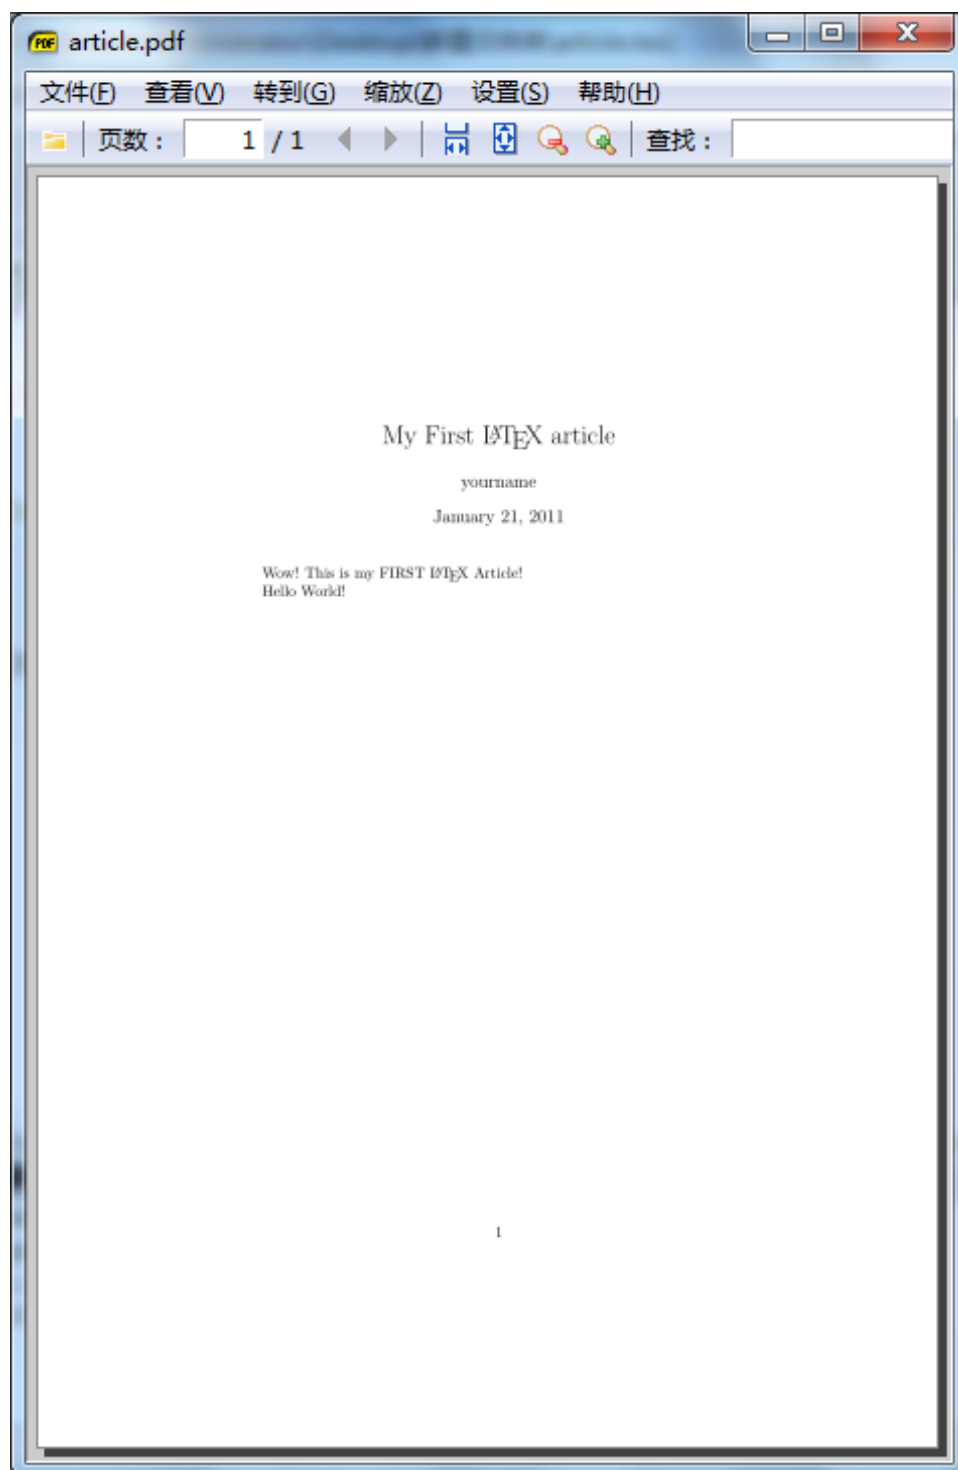 article.pdf
文件(F) 查看(V) 转到(G) 缩放(Z) 设置(S) 帮助(H)
页数： 1 / 1 查找：
My First LATEX article
yourname
January 21, 2011
Wow! This is my FIRST LATEX Article!
Hello World!
1